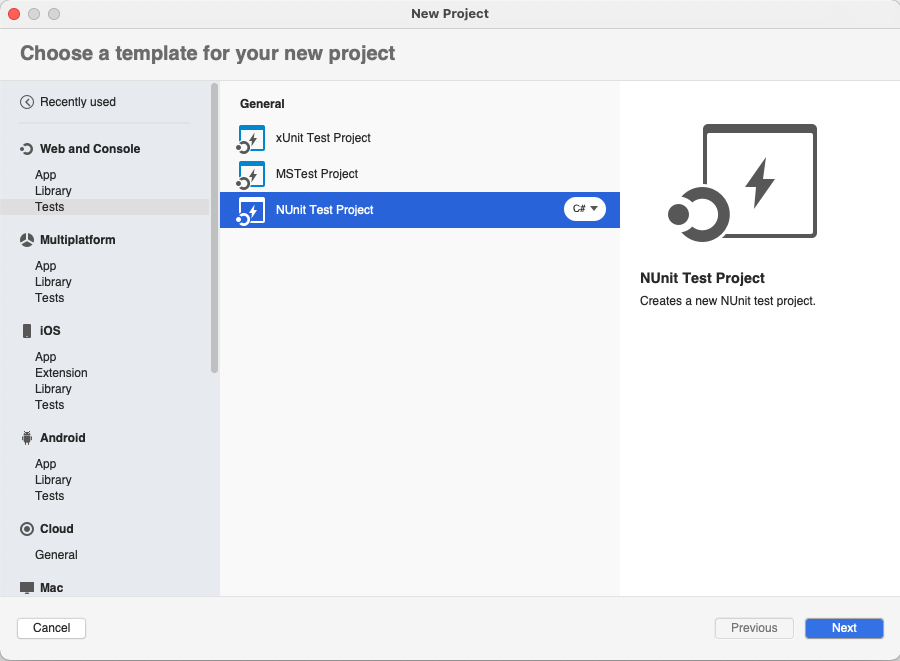 New Project
Choose a template for your new project
Recently used
Web and Console
App
Library
Tests
Multiplatform
App
Library
Tests
iOS
App
Extension
Library
Tests
Android
App
Library
Tests
Cloud
General
Mac
General
xUnit Test Project
MSTest Project
NUnit Test Project
C#
NUnit Test Project
Creates a new NUnit test project.
Cancel
Previous
Next